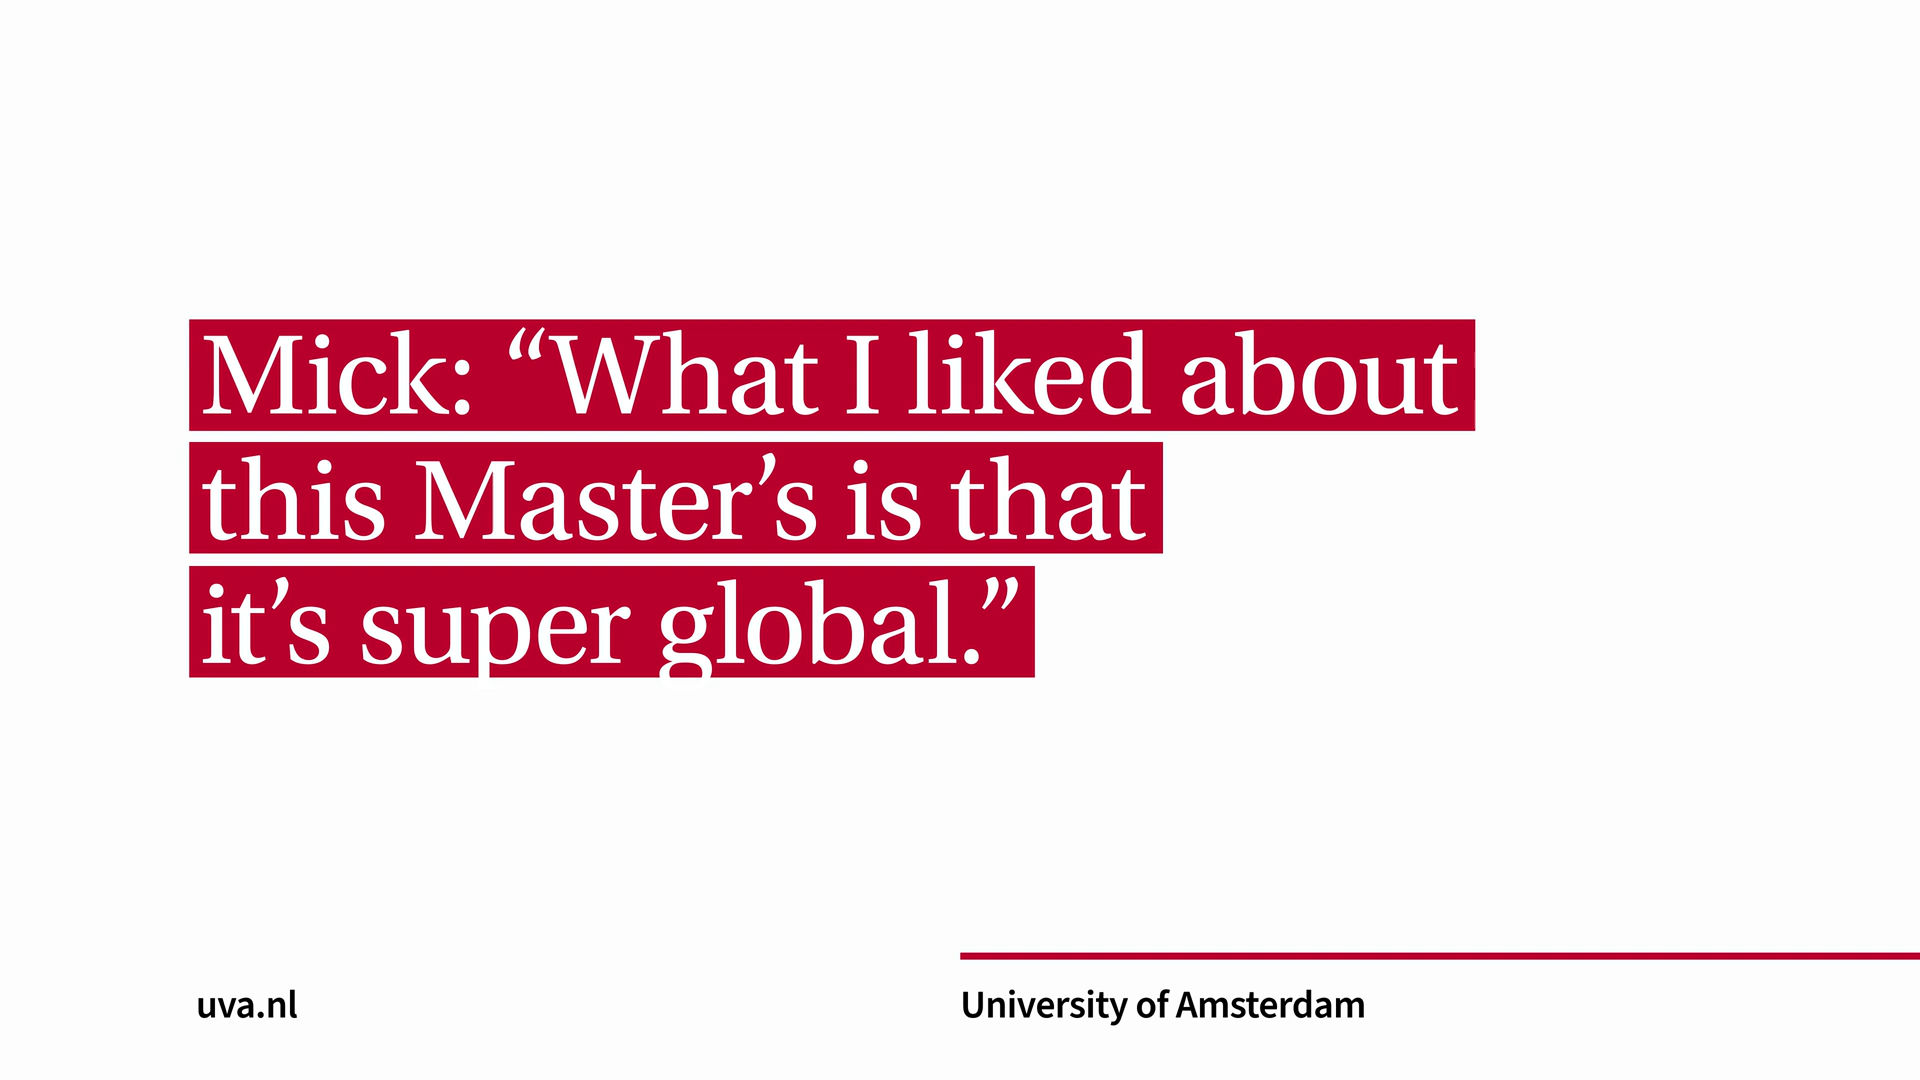 Mick: “What I liked about
this Master’s is that
it’s super global.”
uva.nl
University of Amsterdam